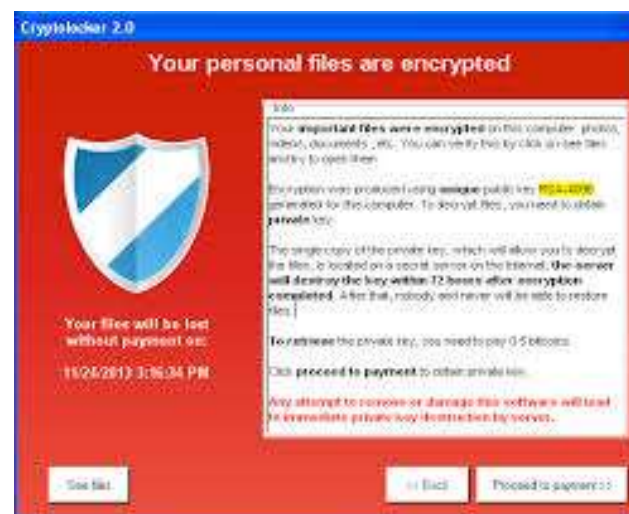 Cryptolocker 2.0
Your personal files are encrypted
Info
Your important files were encrypted on this computer: photos,
videos, documents , etc. You can verify this by click on see files
and try to open them.
Encryption was produced using unique public key RSA-4096
generated for this computer. To decrypt files, you need to obtain
private key.
The single copy of the private key, which will allow you to decrypt
the files, is located on a secret server on the Internet; the server
will destroy the key within 72 hours after encryption
completed. After that, nobody and never will be able to restore
files.
To retrieve the private key, you need to pay 0.5 bitcoins.
Click proceed to payment to obtain private key.
Any attempt to remove or damage this software will lead
to immediate private key destruction by server.
Your files will be lost
without payment on:
11/24/2013 3:16:34 PM
See files
<< Back
Proceed to payment >>